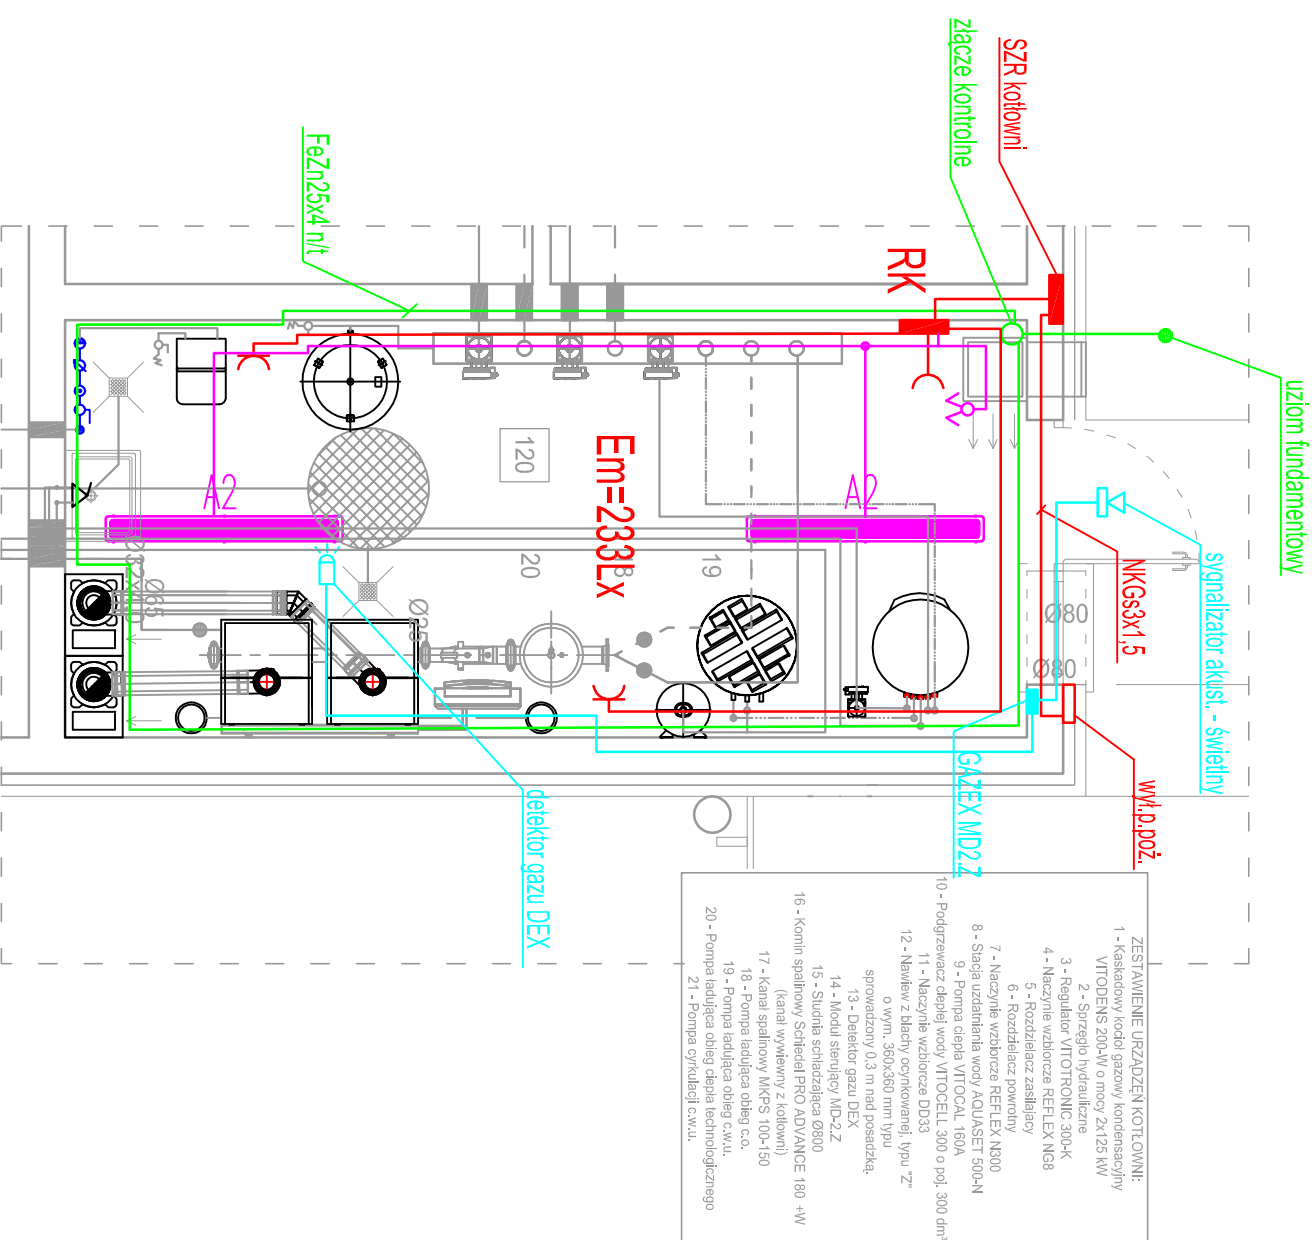 SZR kotłowni
złącze kontrolne
uziom fundamentowy
FeZn25x4 n/t
RK
Em=233Lx
A2
A2
120
20
19
NKGs3x1,5
sygnalizator akust. - świetlny
wył.p.poż.
GAZEX MD2.Z
detektor gazu DEX
Ø80
Ø80
Ø65
ZESTAWIENIE URZĄDZEŃ KOTŁOWNI:
1 - Kaskadowy kocioł gazowy kondensacyjny
VITODENS 200-W o mocy 2x125 kW
2 - Sprzęgło hydrauliczne
3 - Regulator VITOTRONIC 300-K
4 - Naczynie wzbiorcze REFLEX NG8
5 - Rozdzielacz zasilający
6 - Rozdzielacz powrotny
7 - Naczynie wzbiorcze REFLEX N300
8 - Stacja uzdatniania wody AQUASET 500-N
9 - Pompa ciepła VITOCAL 160A
10 - Podgrzewacz ciepłej wody VITOCELL 300 o poj. 300 dm³
11 - Naczynie wzbiorcze DD33
12 - Nawiew z blachy ocynkowanej, typu "Z"
o wym. 360x360 mm typu
sprowadzony 0,3 m nad posadzką.
13 - Detektor gazu DEX
14 - Moduł sterujący MD-2.Z
15 - Studnia schładzająca Ø800
16 - Komin spalinowy Schiedel PRO ADVANCE 180 +W
(kanał wywiewny z kotłowni)
17 - Kanał spalinowy MKPS 100-150
18 - Pompa ładująca obieg c.o.
19 - Pompa ładująca obieg c.w.u.
20 - Pompa ładująca obieg ciepła technologicznego
21 - Pompa cyrkulacji c.w.u.